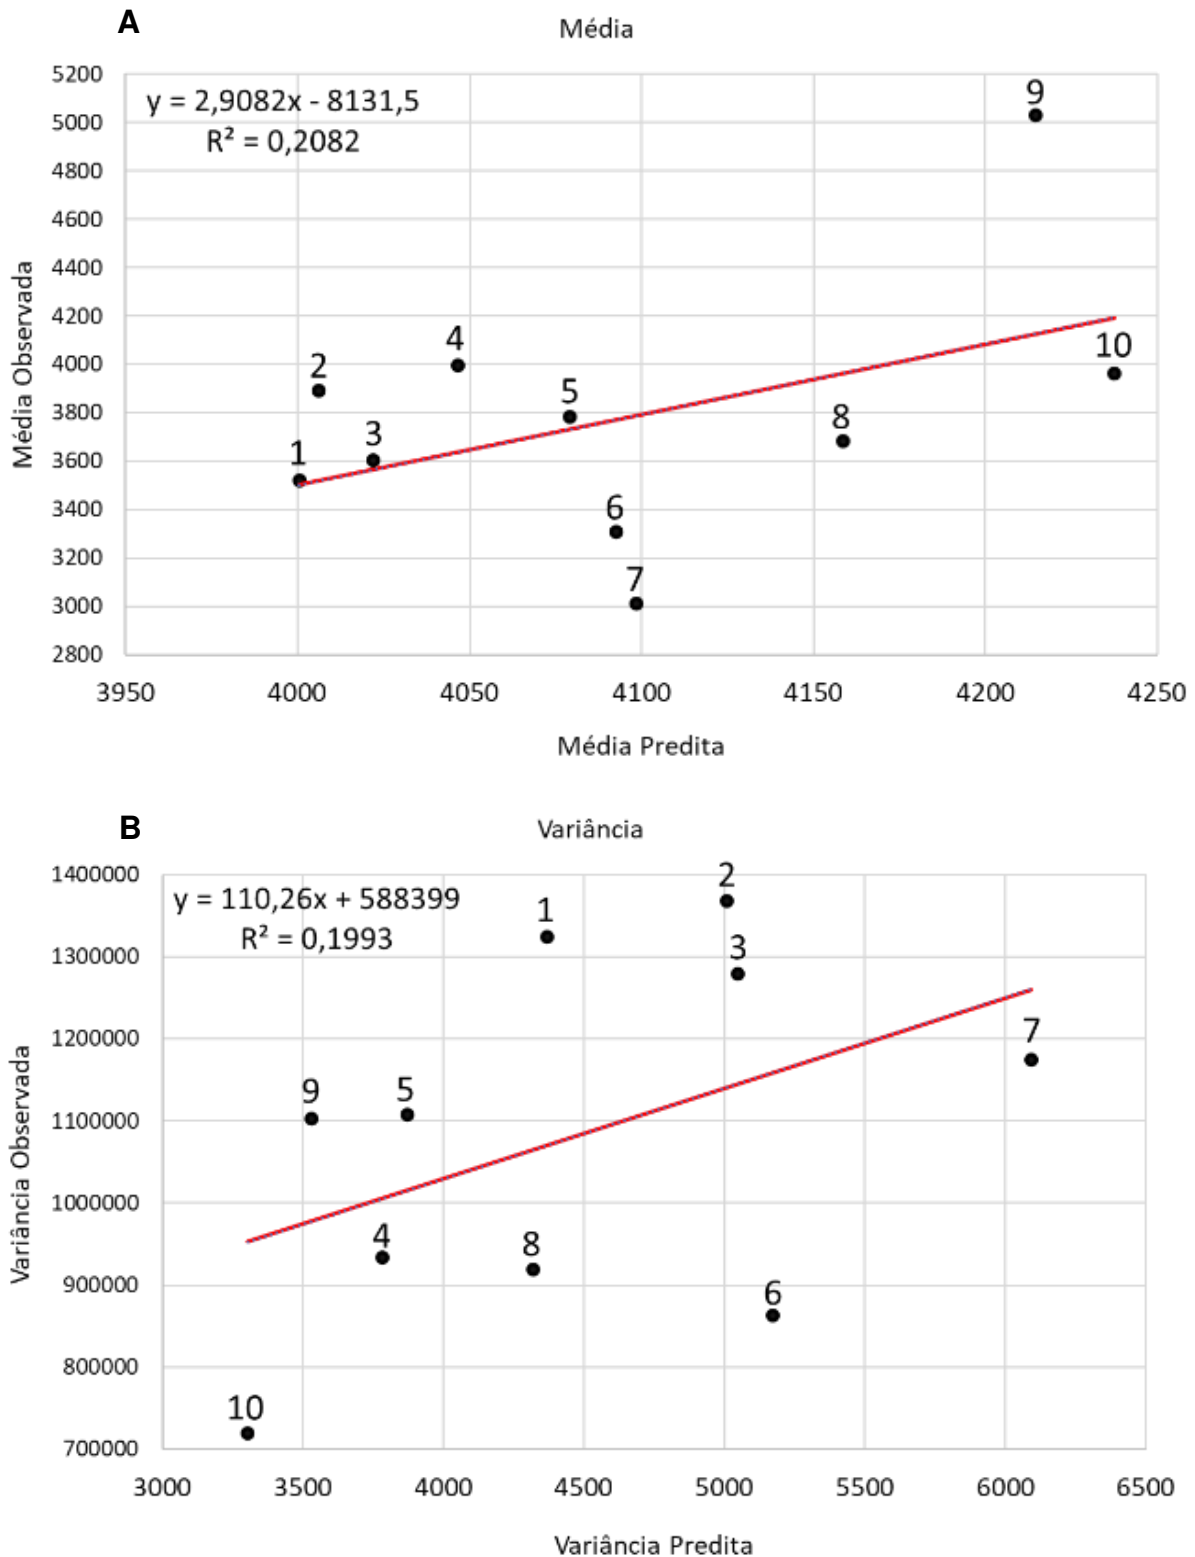 A
Média
5200
y = 2,9082x - 8131,5
R² = 0,2082
9
5000
4800
4600
4400
4200
4000
3800
3600
3400
3200
3000
2800
Média Observada
1
2
3
4
5
6
7
8
10
3950 4000 4050 4100 4150 4200 4250
Média Predita
B
Variância
1400000
y = 110,26x + 588399
R² = 0,1993
1300000
1200000
1100000
1000000
900000
800000
700000
Variância Observada
1
2
3
7
9
5
4
8
6
10
3000 3500 4000 4500 5000 5500 6000 6500
Variância Predita